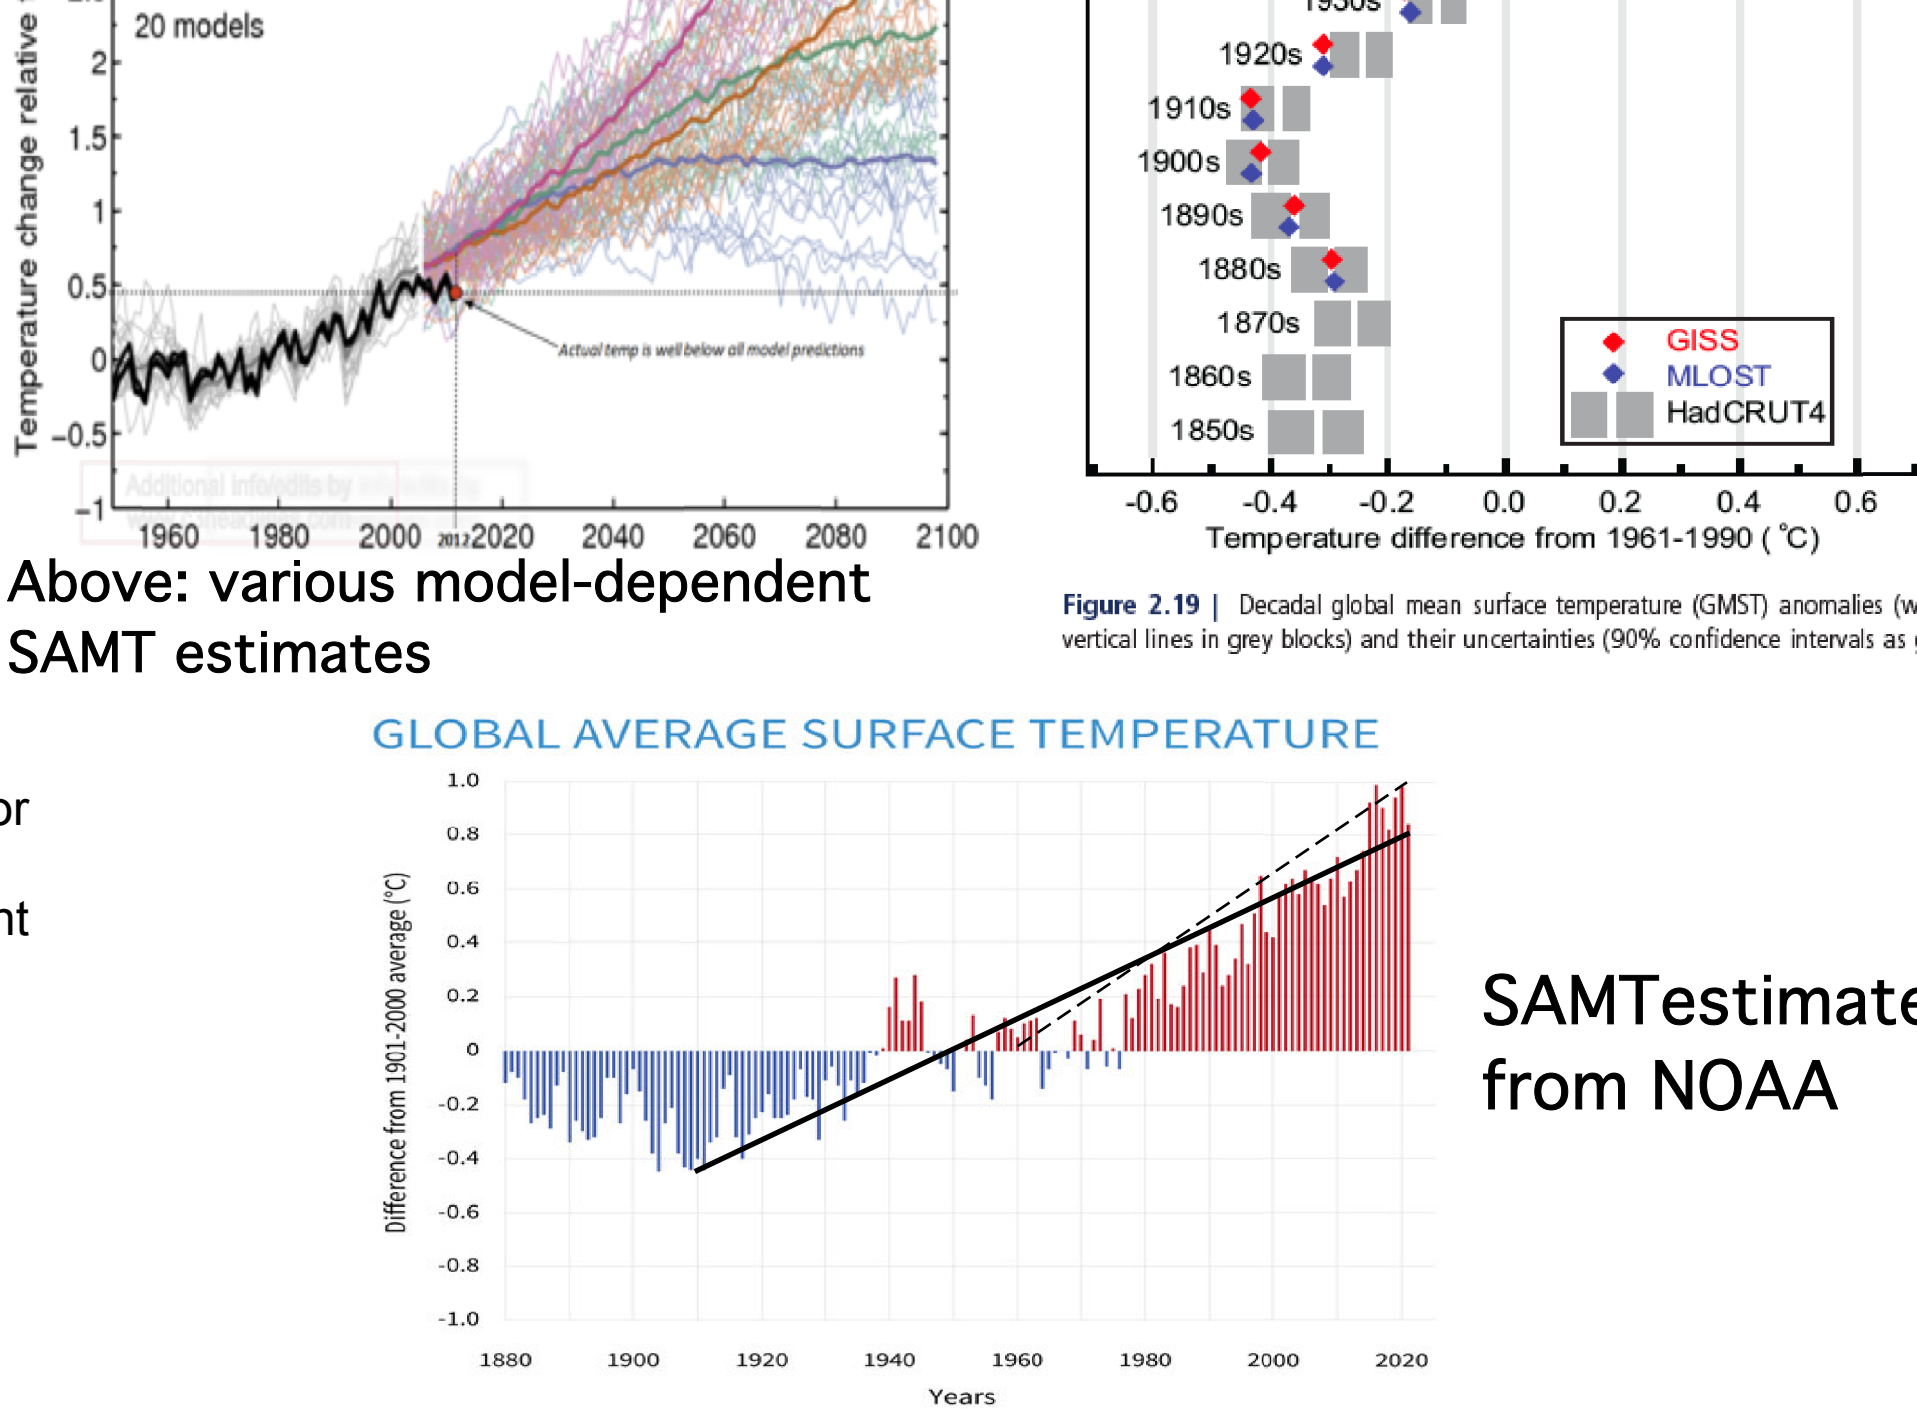 Temperature change relative
20 models
2
1.5
1
0.5
0
−0.5
−1
Actual temp is well below all model predictions
Additional info/edits by
1960 1980 2000 2012 2020 2040 2060 2080 2100
Above: various model-dependent
SAMT estimates
1930s
1920s
1910s
1900s
1890s
1880s
1870s
1860s
1850s
GISS
MLOST
HadCRUT4
-0.6 -0.4 -0.2 0.0 0.2 0.4 0.6
Temperature difference from 1961-1990 (°C)
Figure 2.19 | Decadal global mean surface temperature (GMST) anomalies (w
vertical lines in grey blocks) and their uncertainties (90% confidence intervals as
or
nt
GLOBAL AVERAGE SURFACE TEMPERATURE
Difference from 1901-2000 average (°C)
1.0
0.8
0.6
0.4
0.2
0
-0.2
-0.4
-0.6
-0.8
-1.0
1880 1900 1920 1940 1960 1980 2000 2020
Years
SAMTestimate
from NOAA